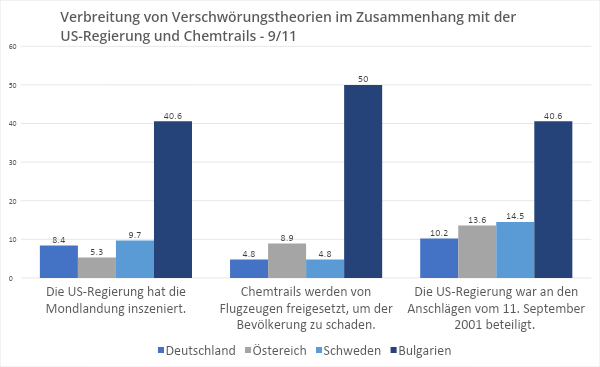 Verbreitung von Verschwörungstheorien im Zusammenhang mit der
US-Regierung und Chemtrails - 9/11
60
50
40
30
20
10
0
8.4
5.3
9.7
40.6
4.8
8.9
4.8
50
10.2
13.6
14.5
40.6
Die US-Regierung hat die
Mondlandung inszeniert.
Chemtrails werden von
Flugzeugen freigesetzt, um der
Bevölkerung zu schaden.
Die US-Regierung war an den
Anschlägen vom 11. September
2001 beteiligt.
Deutschland Östereich Schweden Bulgarien